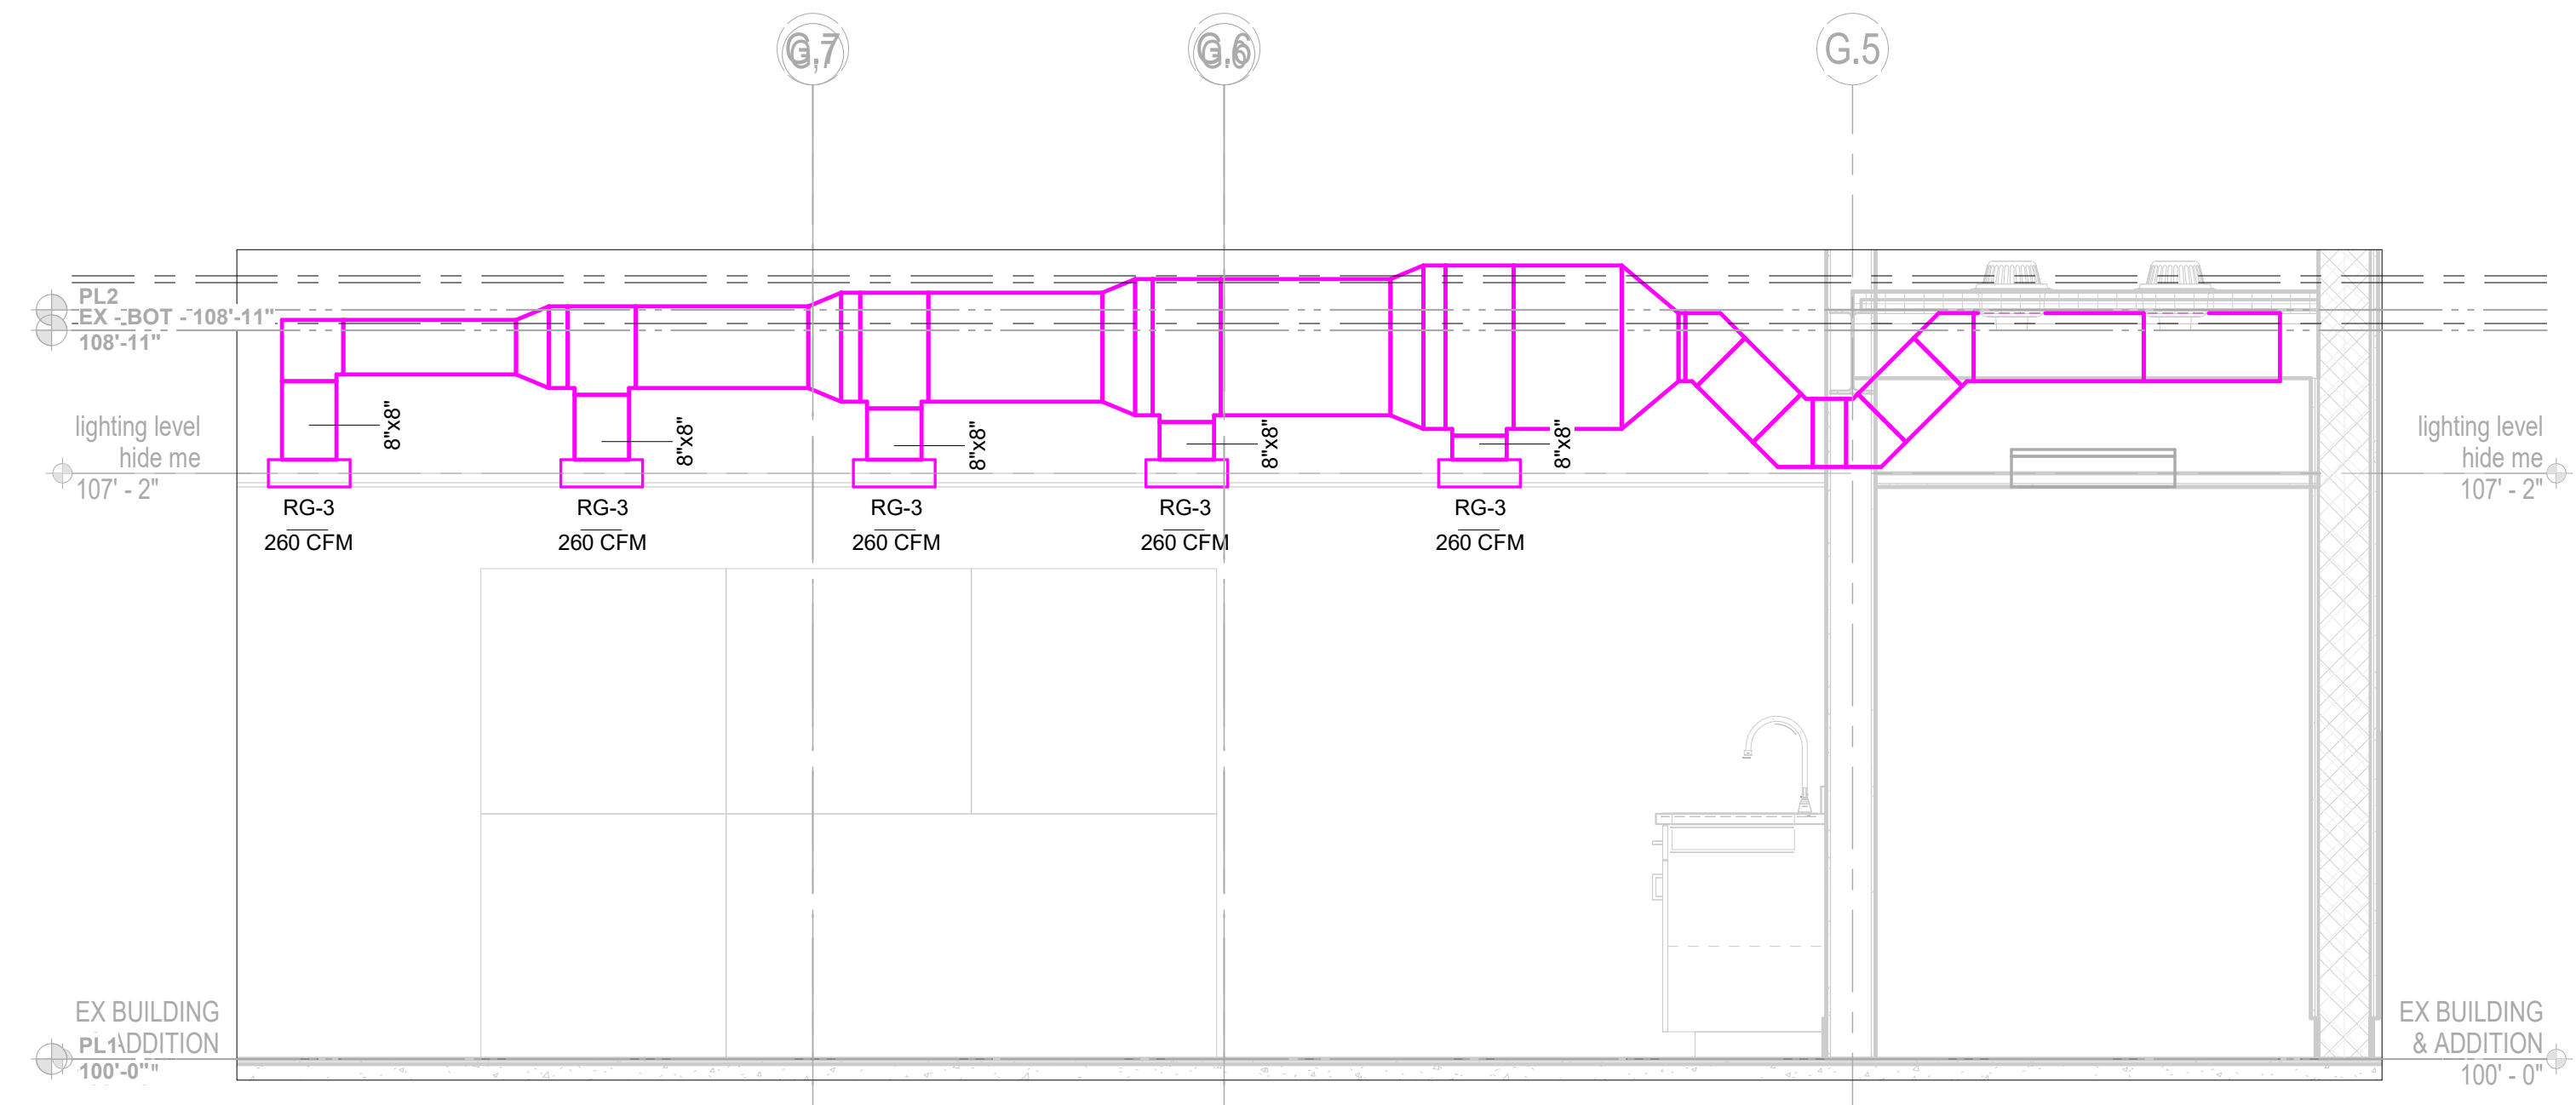 G.7
G.6
G.5
PL2
EX - BOT - 108'-11"
108'-11"
lighting level
hide me
107' - 2"
lighting level
hide me
107' - 2"
8"x8"
8"x8"
8"x8"
8"x8"
8"x8"
RG-3
260 CFM
RG-3
260 CFM
RG-3
260 CFM
RG-3
260 CFM
RG-3
260 CFM
EX BUILDING
ADDITION
PL1
100'-0"
EX BUILDING
& ADDITION
100' - 0"